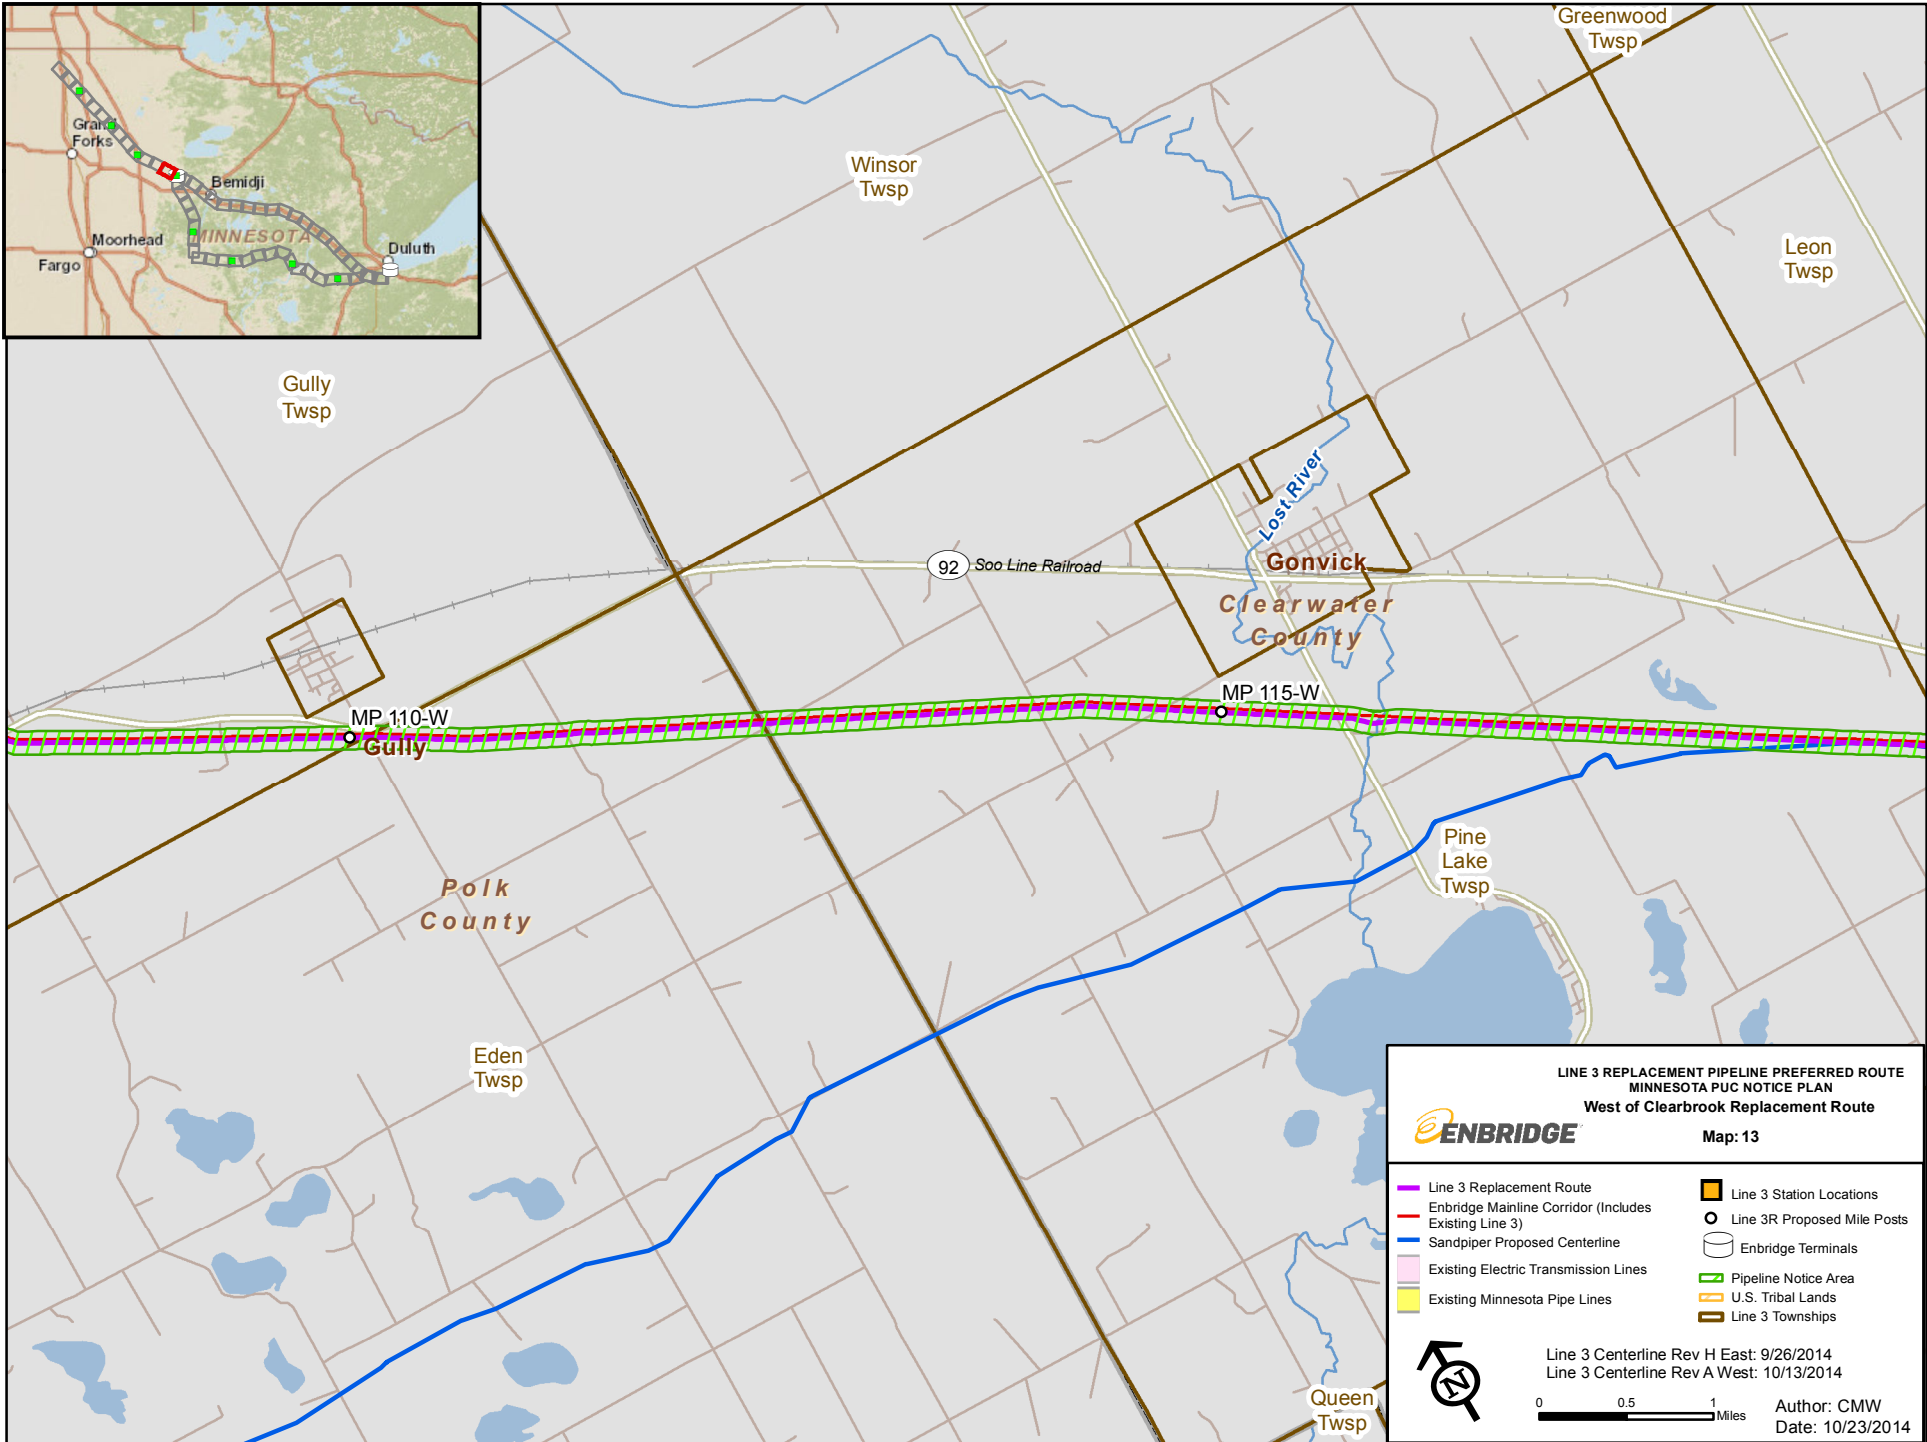 Grand
Forks
Bemidji
MINNESOTA
Moorhead
Fargo
Duluth
Greenwood
Twsp
Winsor
Twsp
Leon
Twsp
Gully
Twsp
Lost River
92
Soo Line Railroad
Gonvick
Clearwater
County
MP 110-W
Gully
MP 115-W
Polk
County
Pine
Lake
Twsp
Eden
Twsp
Queen
Twsp
LINE 3 REPLACEMENT PIPELINE PREFERRED ROUTE
MINNESOTA PUC NOTICE PLAN
West of Clearbrook Replacement Route
ENBRIDGE
Map: 13
Line 3 Replacement Route
Enbridge Mainline Corridor (Includes
Existing Line 3)
Sandpiper Proposed Centerline
Existing Electric Transmission Lines
Existing Minnesota Pipe Lines
Line 3 Station Locations
Line 3R Proposed Mile Posts
Enbridge Terminals
Pipeline Notice Area
U.S. Tribal Lands
Line 3 Townships
N
Line 3 Centerline Rev H East: 9/26/2014
Line 3 Centerline Rev A West: 10/13/2014
0 0.5 1
Miles
Author: CMW
Date: 10/23/2014